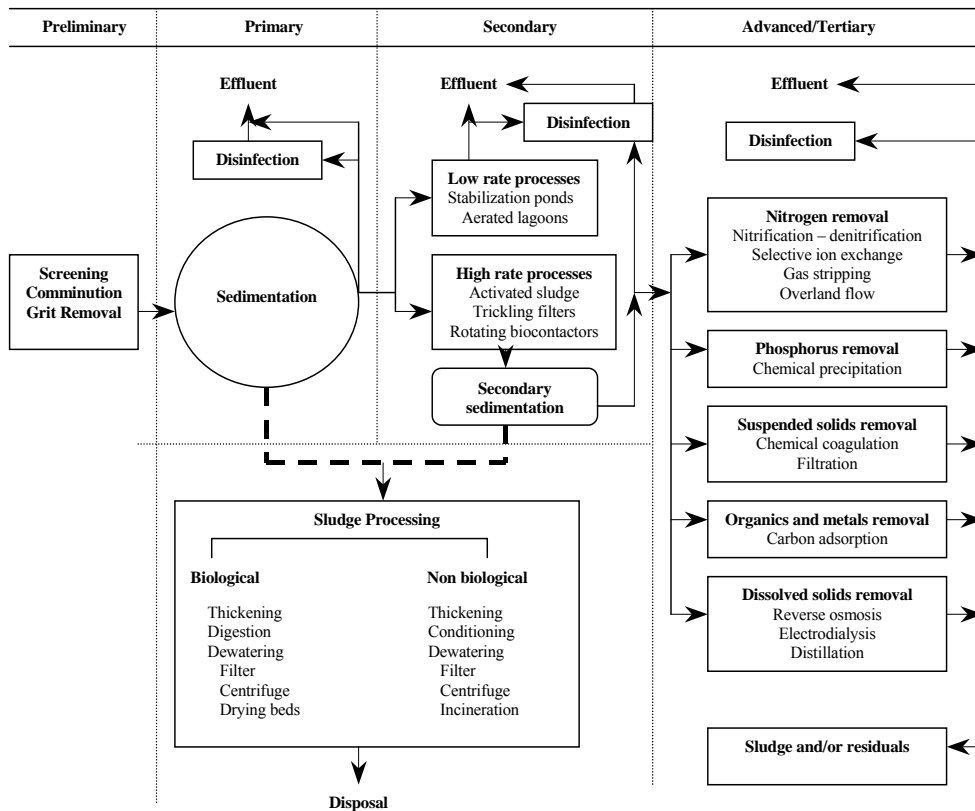 Preliminary
Primary
Secondary
Advanced/Tertiary
Screening
Comminution
Grit Removal
Effluent
Disinfection
Sedimentation
Effluent
Disinfection
Low rate processes
Stabilization ponds
Aerated lagoons
High rate processes
Activated sludge
Trickling filters
Rotating biocontactors
Secondary
sedimentation
Effluent
Disinfection
Nitrogen removal
Nitrification – denitrification
Selective ion exchange
Gas stripping
Overland flow
Phosphorus removal
Chemical precipitation
Suspended solids removal
Chemical coagulation
Filtration
Organics and metals removal
Carbon adsorption
Dissolved solids removal
Reverse osmosis
Electrodialysis
Distillation
Sludge and/or residuals
Sludge Processing
Biological
Thickening
Digestion
Dewatering
Filter
Centrifuge
Drying beds
Non biological
Thickening
Conditioning
Dewatering
Filter
Centrifuge
Incineration
Disposal